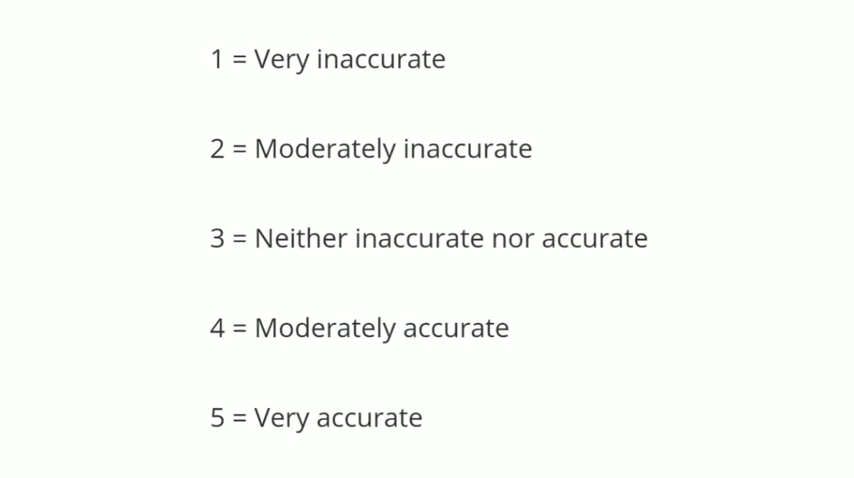 1 = Very inaccurate
2 = Moderately inaccurate
3 = Neither inaccurate nor accurate
4 = Moderately accurate
5 = Very accurate